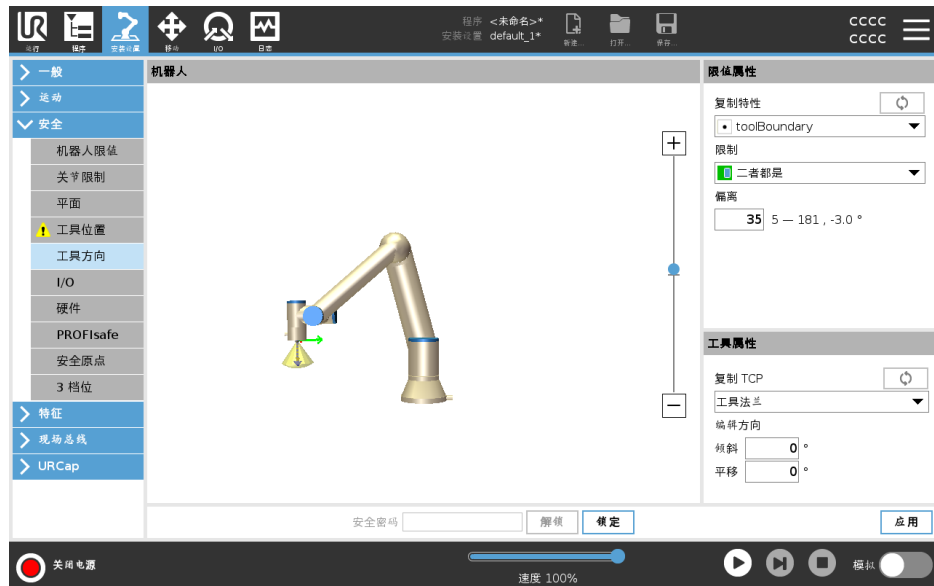 UR
运行
程序
安装设置
移动
I/O
日志
程序 <未命名>*
安装设置 default_1*
新建...
打开...
保存...
cccc
cccc
一般
运动
安全
机器人限值
关节限制
平面
工具位置
工具方向
I/O
硬件
PROFIsafe
安全原点
3 档位
特征
现场总线
URCap
机器人
限值属性
复制特性
toolBoundary
限制
二者都是
偏离
35 5 — 181 , -3.0 °
工具属性
复制 TCP
工具法兰
编辑方向
倾斜 0 °
平移 0 °
安全密码
解锁
锁定
应用
关闭电源
速度 100%
模拟